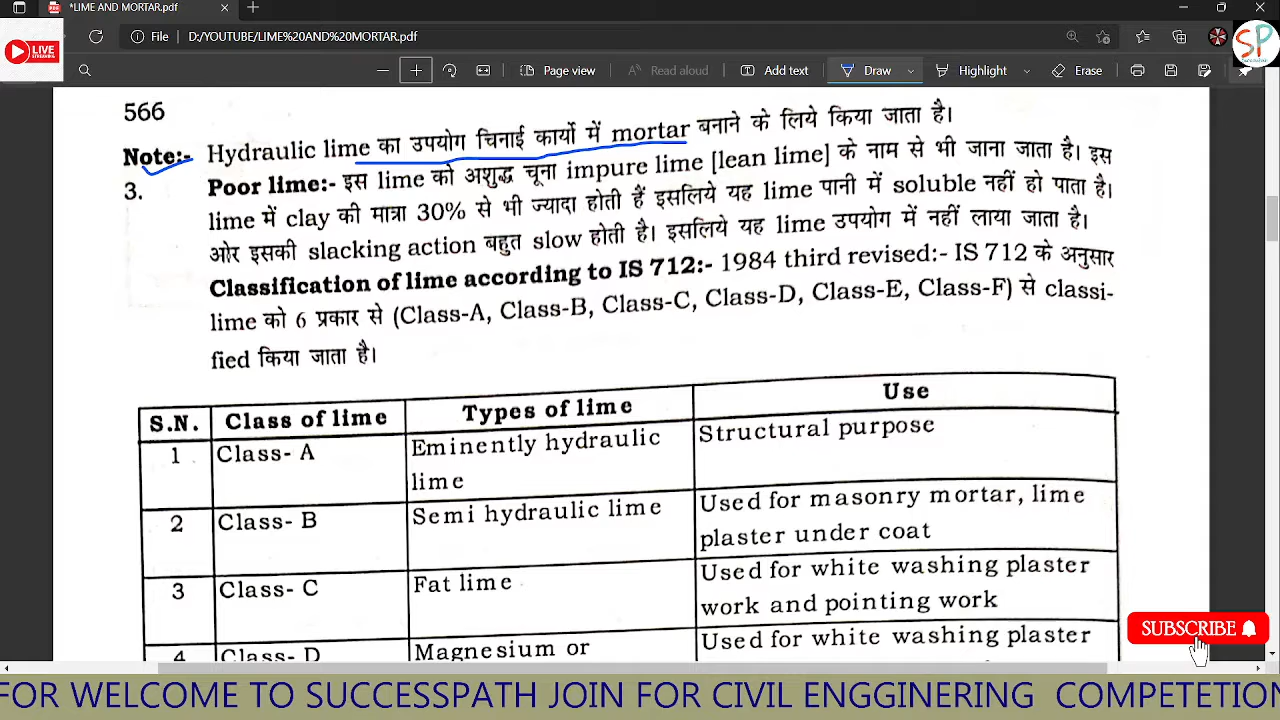 *LIME AND MORTAR.pdf
LIVE
STREAMING
File D:/YOUTUBE/LIME%20AND%20MORTAR.pdf
SP
Page view
Read aloud
Add text
Draw
Highlight
Erase
566
Note:- Hydraulic lime का उपयोग चिनाई कार्यो में mortar बनाने के लिये किया जाता है।
3. Poor lime:- इस lime को अशुद्ध चूना impure lime [lean lime] के नाम से भी जाना जाता है। इस
lime में clay की मात्रा 30% से भी ज्यादा होती हैं इसलिये यह lime पानी में soluble नहीं हो पाता है।
ओर इसकी slacking action बहुत slow होती है। इसलिये यह lime उपयोग में नहीं लाया जाता है।
Classification of lime according to IS 712:- 1984 third revised:- IS 712 के अनुसार
lime को 6 प्रकार से (Class-A, Class-B, Class-C, Class-D, Class-E, Class-F) से classi-
fied किया जाता है।
S.N. Class of lime Types of lime Use
1 Class- A Eminently hydraulic lime Structural purpose
2 Class- B Semi hydraulic lime Used for masonry mortar, lime plaster under coat
3 Class- C Fat lime Used for white washing plaster work and pointing work
4 Class- D Magnesium or Used for white washing plaster
SUBSCRIBE
FOR WELCOME TO SUCCESSPATH JOIN FOR CIVIL ENGGINERING COMPETETION